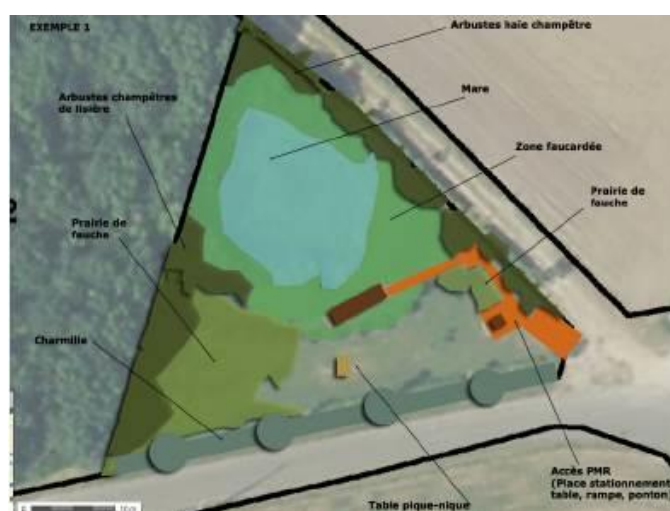 EXEMPLE 1
Arbustes haie champêtre
Mare
Arbustes champêtres
de lisière
Zone faucardée
Prairie de
fauche
Prairie de
fauche
Charmille
Accès PMR
(Place stationnement
table, rampe, ponton)
Table pique-nique